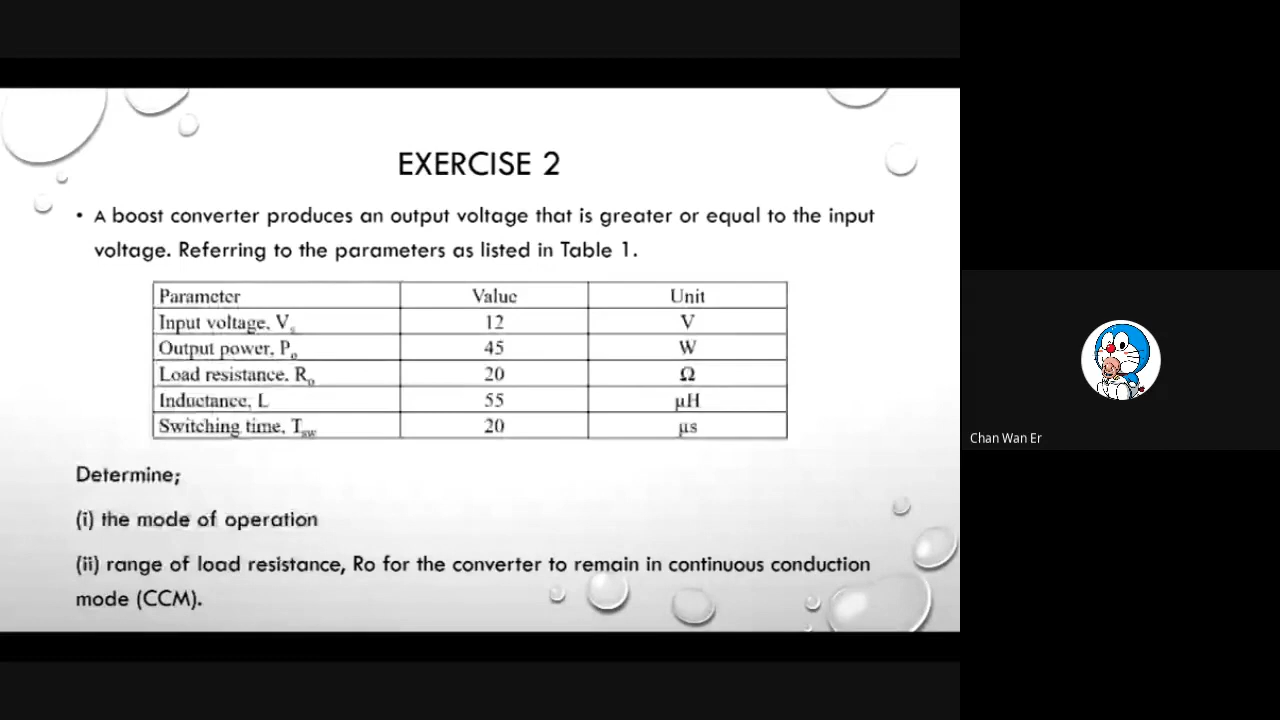 EXERCISE 2
• A boost converter produces an output voltage that is greater or equal to the input
voltage. Referring to the parameters as listed in Table 1.
Parameter Value Unit
Input voltage, Vs 12 V
Output power, Po 45 W
Load resistance. Ro 20 Ω
Inductance, L 55 μH
Switching time, Tsw 20 μs
Determine;
(i) the mode of operation
(ii) range of load resistance, Ro for the converter to remain in continuous conduction
mode (CCM).
Chan Wan Er